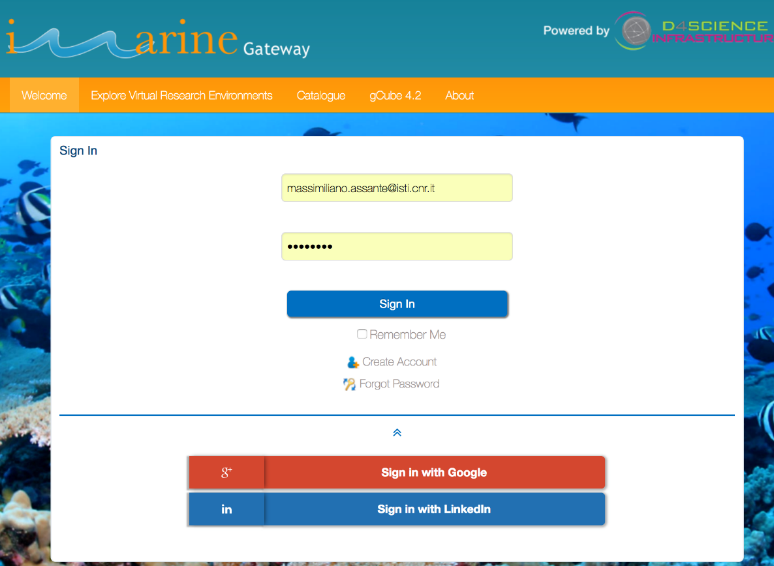 imarine Gateway
Powered by D4SCIENCE
INFRASTRUCTUR
Welcome Explore Virtual Research Environments Catalogue gCube 4.2 About
Sign In
massimiliano.assante@isti.cnr.it
••••••••
Sign In
Remember Me
Create Account
Forgot Password
g+ Sign in with Google
in Sign in with LinkedIn